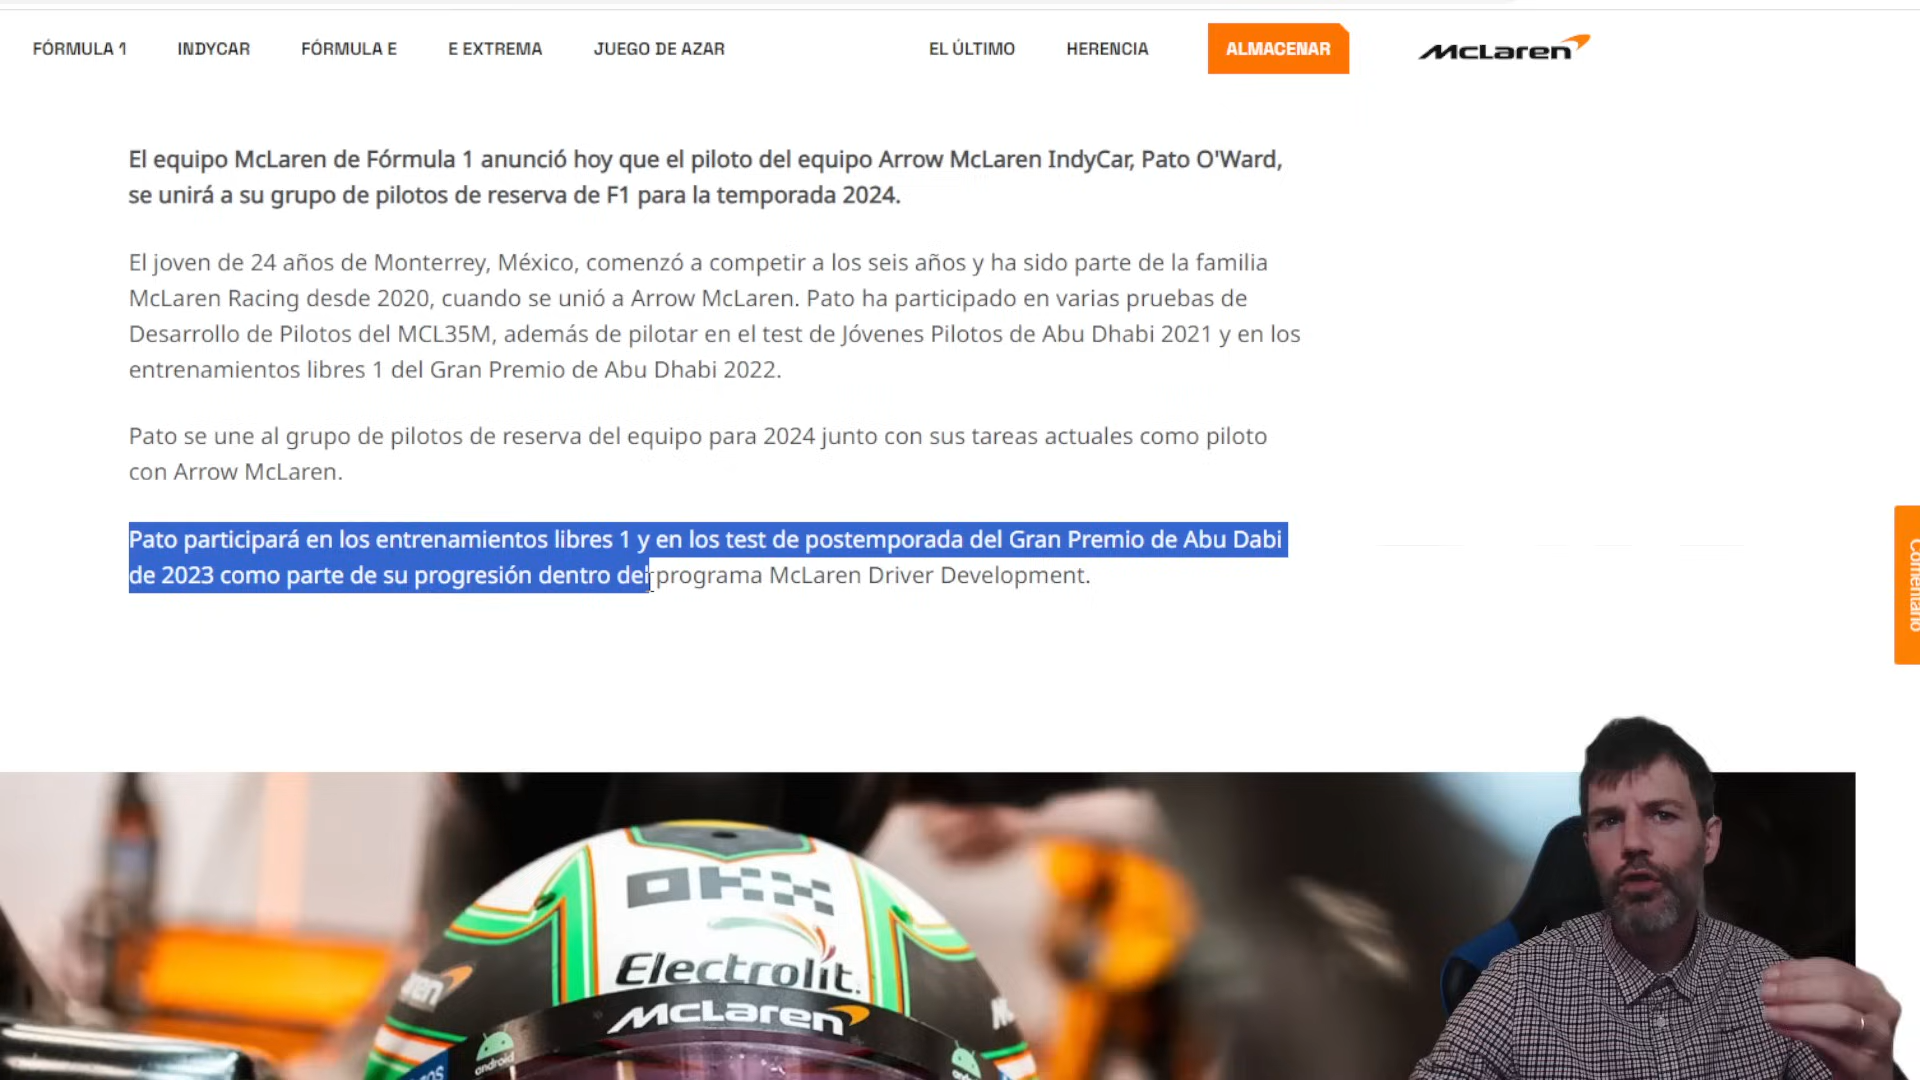 FÓRMULA 1 INDYCAR FÓRMULA E E EXTREMA JUEGO DE AZAR EL ÚLTIMO HERENCIA ALMACENAR McLaren
El equipo McLaren de Fórmula 1 anunció hoy que el piloto del equipo Arrow McLaren IndyCar, Pato O'Ward,
se unirá a su grupo de pilotos de reserva de F1 para la temporada 2024.
El joven de 24 años de Monterrey, México, comenzó a competir a los seis años y ha sido parte de la familia
McLaren Racing desde 2020, cuando se unió a Arrow McLaren. Pato ha participado en varias pruebas de
Desarrollo de Pilotos del MCL35M, además de pilotar en el test de Jóvenes Pilotos de Abu Dhabi 2021 y en los
entrenamientos libres 1 del Gran Premio de Abu Dhabi 2022.
Pato se une al grupo de pilotos de reserva del equipo para 2024 junto con sus tareas actuales como piloto
con Arrow McLaren.
Pato participará en los entrenamientos libres 1 y en los test de postemporada del Gran Premio de Abu Dabi
de 2023 como parte de su progresión dentro del programa McLaren Driver Development.
Comentario
OKX
Electrolit.
McLaren
android